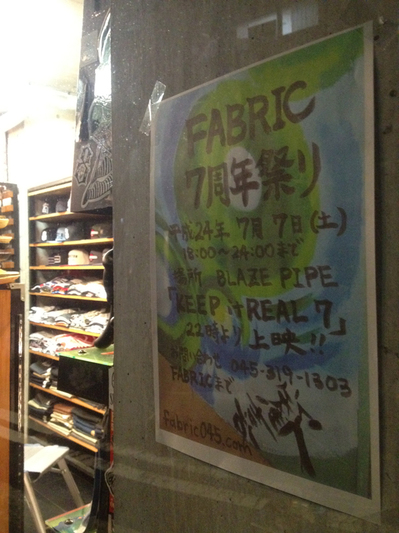 FABRIC
7周年祭り
平成24年 7月 7日(土)
18:00〜24:00まで
場所 BLAZE PIPE
「KEEP it REAL 7」
22時より 上映!!
お問い合わせ 045-319-1303
FABRICまで
fabric045.com